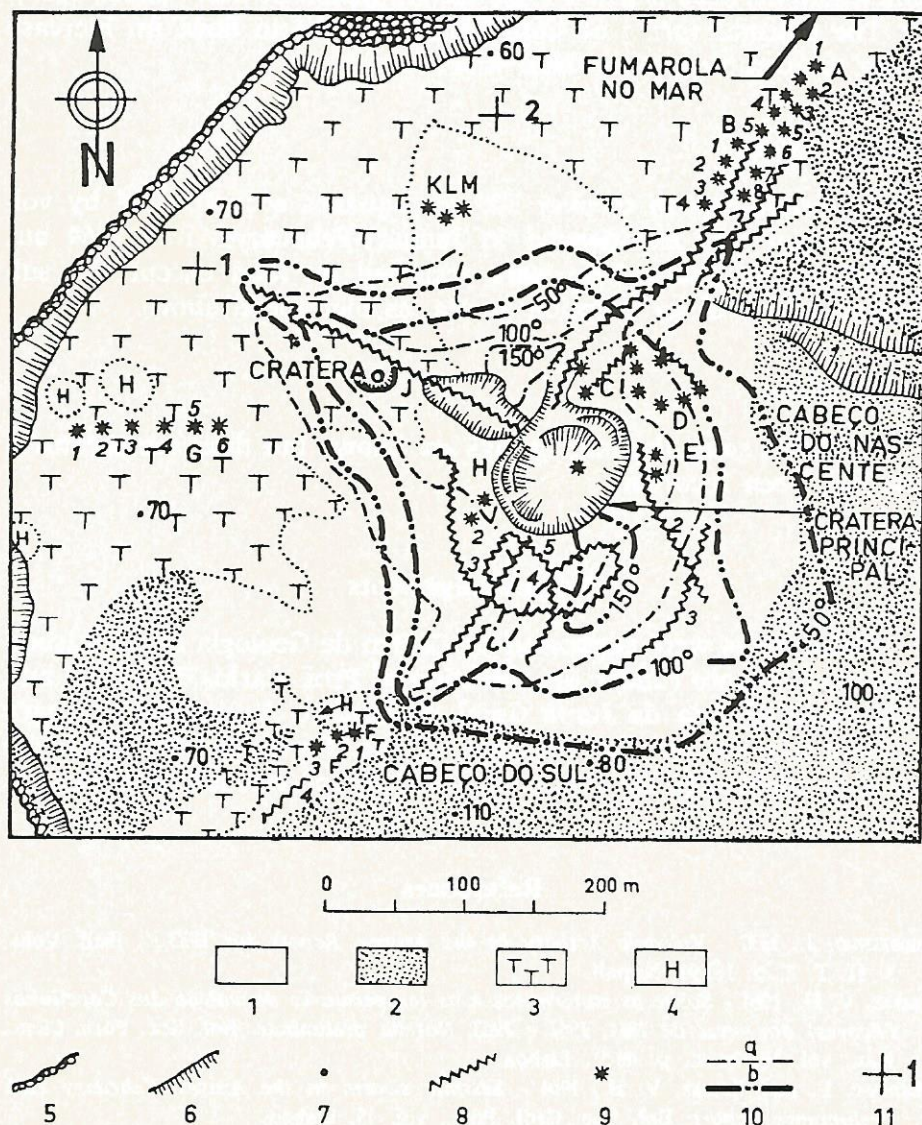 .60
1
FUMAROLA
NO MAR
A
2
3
4
5
5
6
7
8
B
1
2
3
4
2
N
KLM
.70
1
50°
100°
150°
CRATERA
J
C
D
E
H
H
5
1 2 3 4 G 6
CABEÇO
DO NAS
CENTE
CRATERA
PRINCI-
PAL
H
2
3
4
5
2
3
.70
H
150°
100°
50°
100
H
3 2 1 F
F
4
.70
CABEÇO DO SUL
.80
.110
0 100 200 m
T T T H
1 2 3 4
a
b
1
5 6 7 8 9 10 11